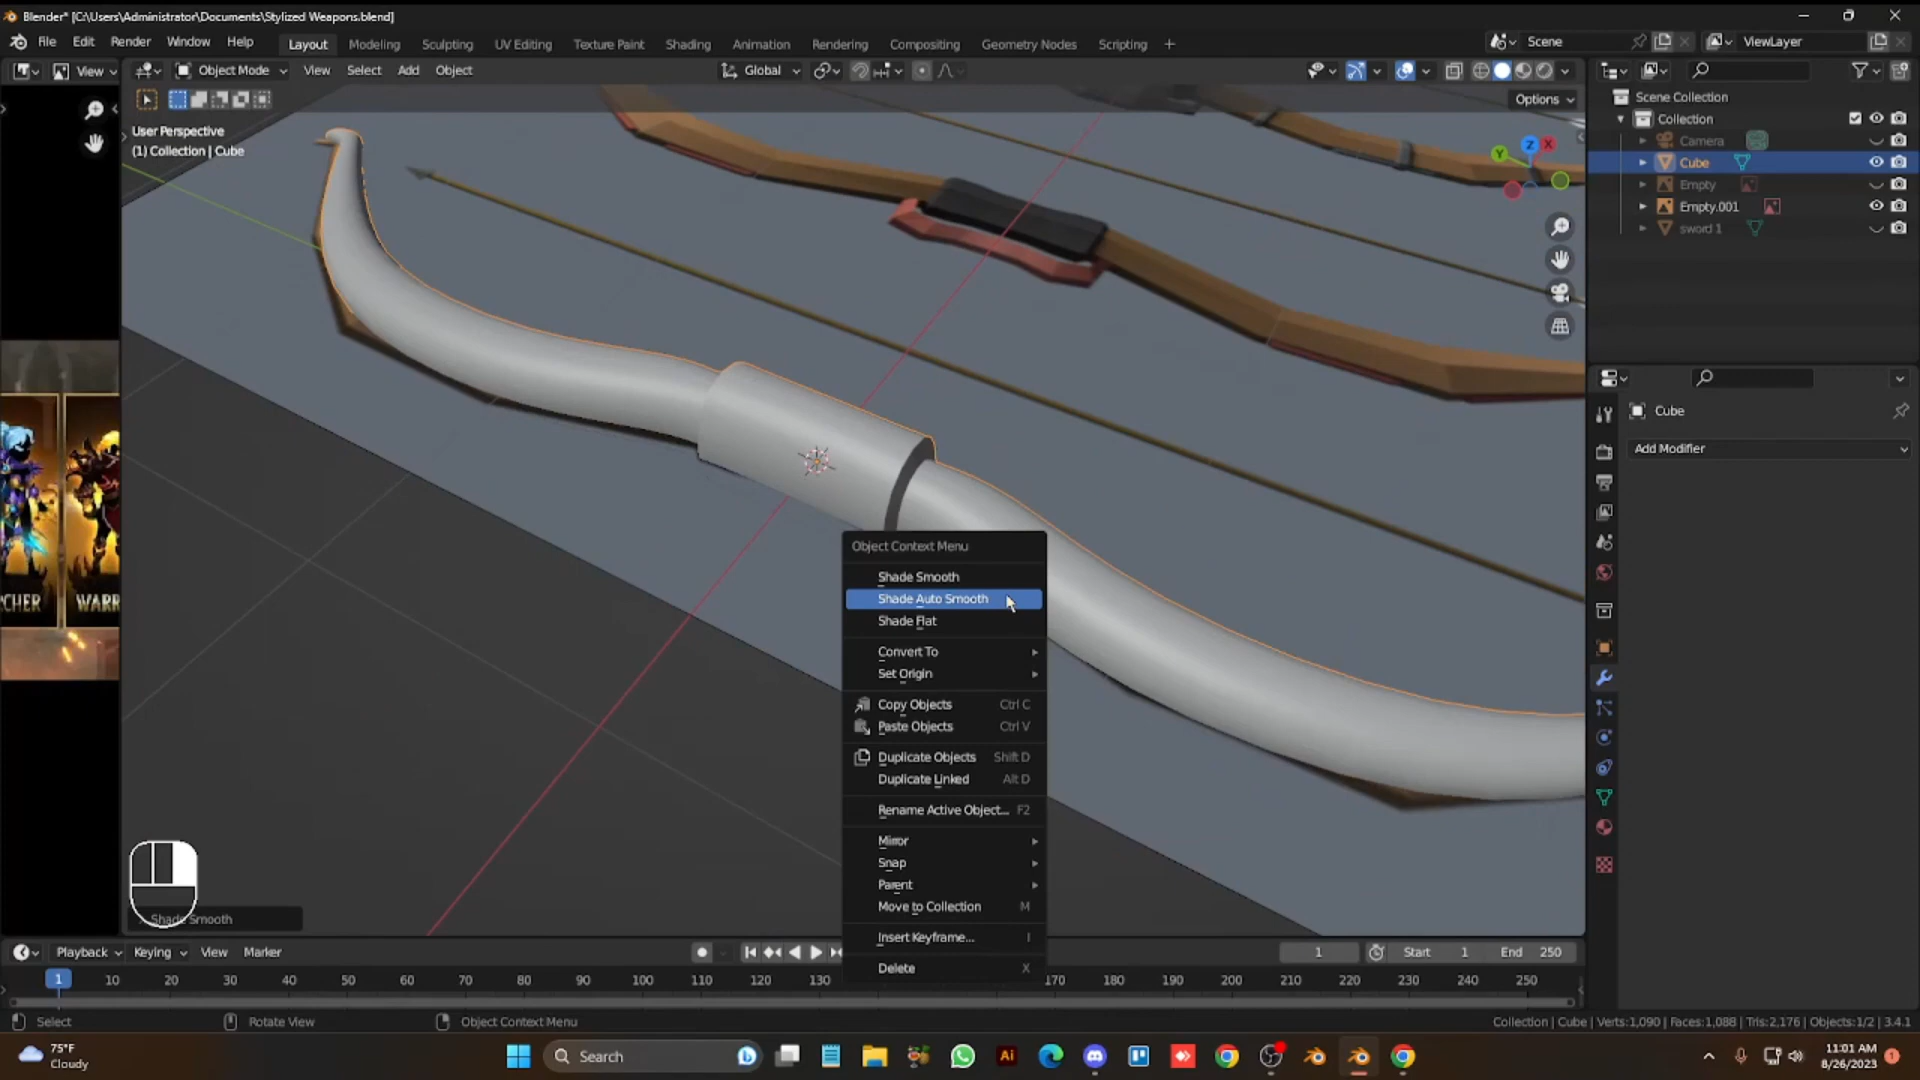 Blender* [C:\Users\Administrator\Documents\Stylized Weapons.blend]
File Edit Render Window Help Layout Modeling Sculpting UV Editing Texture Paint Shading Animation Rendering Compositing Geometry Nodes Scripting + Scene ViewLayer
View Object Mode View Select Add Object Global
Options
User Perspective
(1) Collection | Cube
Z X Y
Scene Collection
Collection
Camera
Cube
Empty
Empty.001
sword 1
Cube
Add Modifier
CHER WARR
Object Context Menu
Shade Smooth
Shade Auto Smooth
Shade Flat
Convert To
Set Origin
Copy Objects Ctrl C
Paste Objects Ctrl V
Duplicate Objects Shift D
Duplicate Linked Alt D
Rename Active Object... F2
Mirror
Snap
Parent
Move to Collection M
Insert Keyframe... I
Delete X
Shade Smooth
Playback Keying View Marker 1 Start 1 End 250
1 10 20 30 40 50 60 70 80 90 100 110 120 130 170 180 190 200 210 220 230 240 250
Select Rotate View Object Context Menu Collection | Cube | Verts:1,090 | Faces:1,088 | Tris:2,176 | Objects:1/2 | 3.4.1
75°F
Cloudy
Search
Ai
11:01 AM
8/26/2023
1